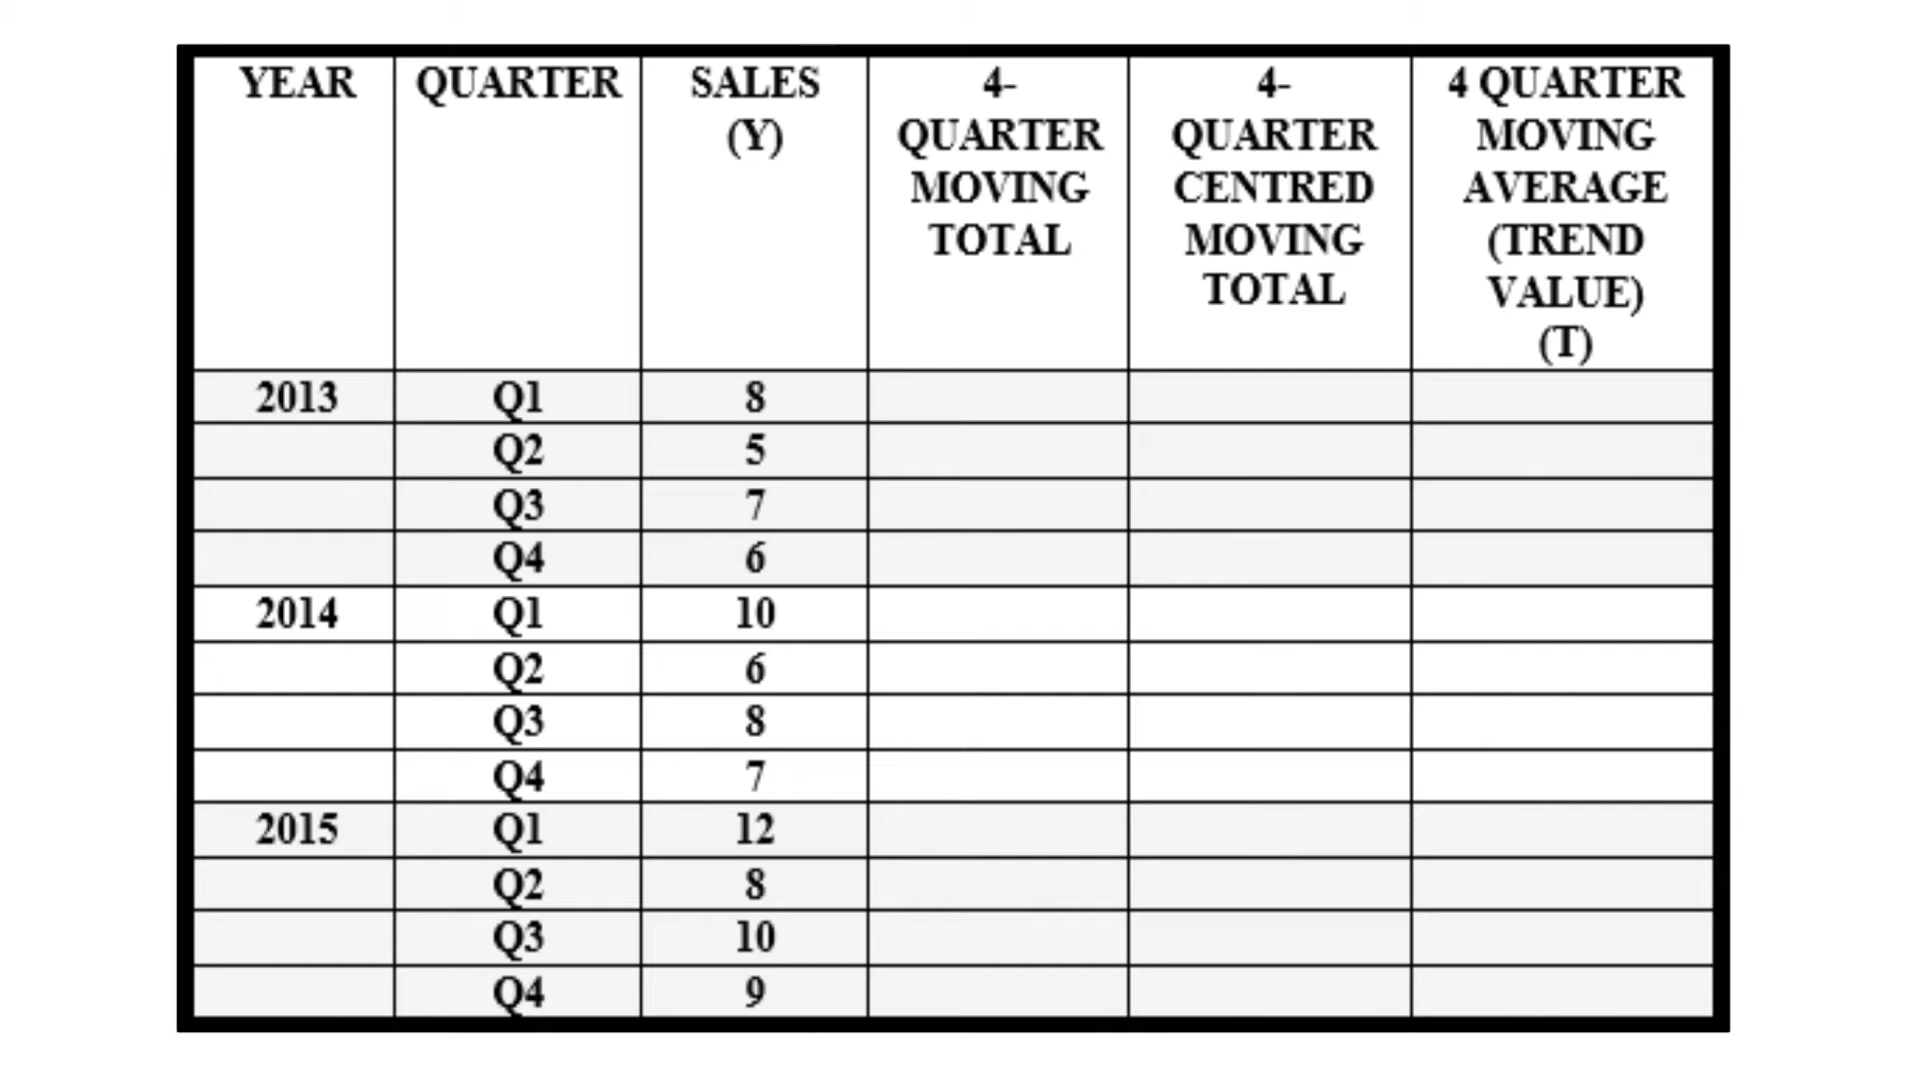 YEAR QUARTER SALES (Y) 4-QUARTER MOVING TOTAL 4-QUARTER CENTRED MOVING TOTAL 4 QUARTER MOVING AVERAGE (TREND VALUE) (T)
2013 Q1 8
Q2 5
Q3 7
Q4 6
2014 Q1 10
Q2 6
Q3 8
Q4 7
2015 Q1 12
Q2 8
Q3 10
Q4 9